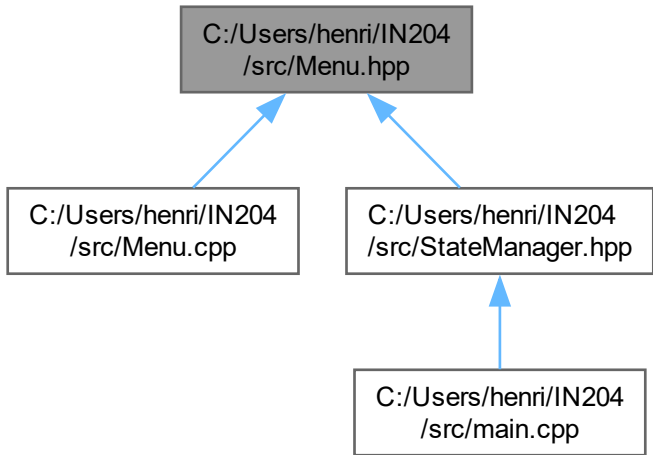 C:/Users/henri/IN204
/src/Menu.hpp
C:/Users/henri/IN204
/src/Menu.cpp
C:/Users/henri/IN204
/src/StateManager.hpp
C:/Users/henri/IN204
/src/main.cpp